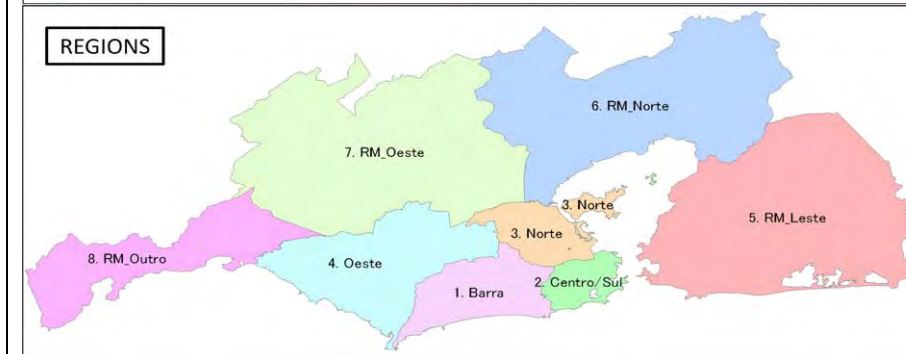 REGIONS
6. RM_Norte
7. RM_Oeste
3. Norte
5. RM_Leste
3. Norte
4. Oeste
8. RM_Outro
2. Centro/Sul
1. Barra